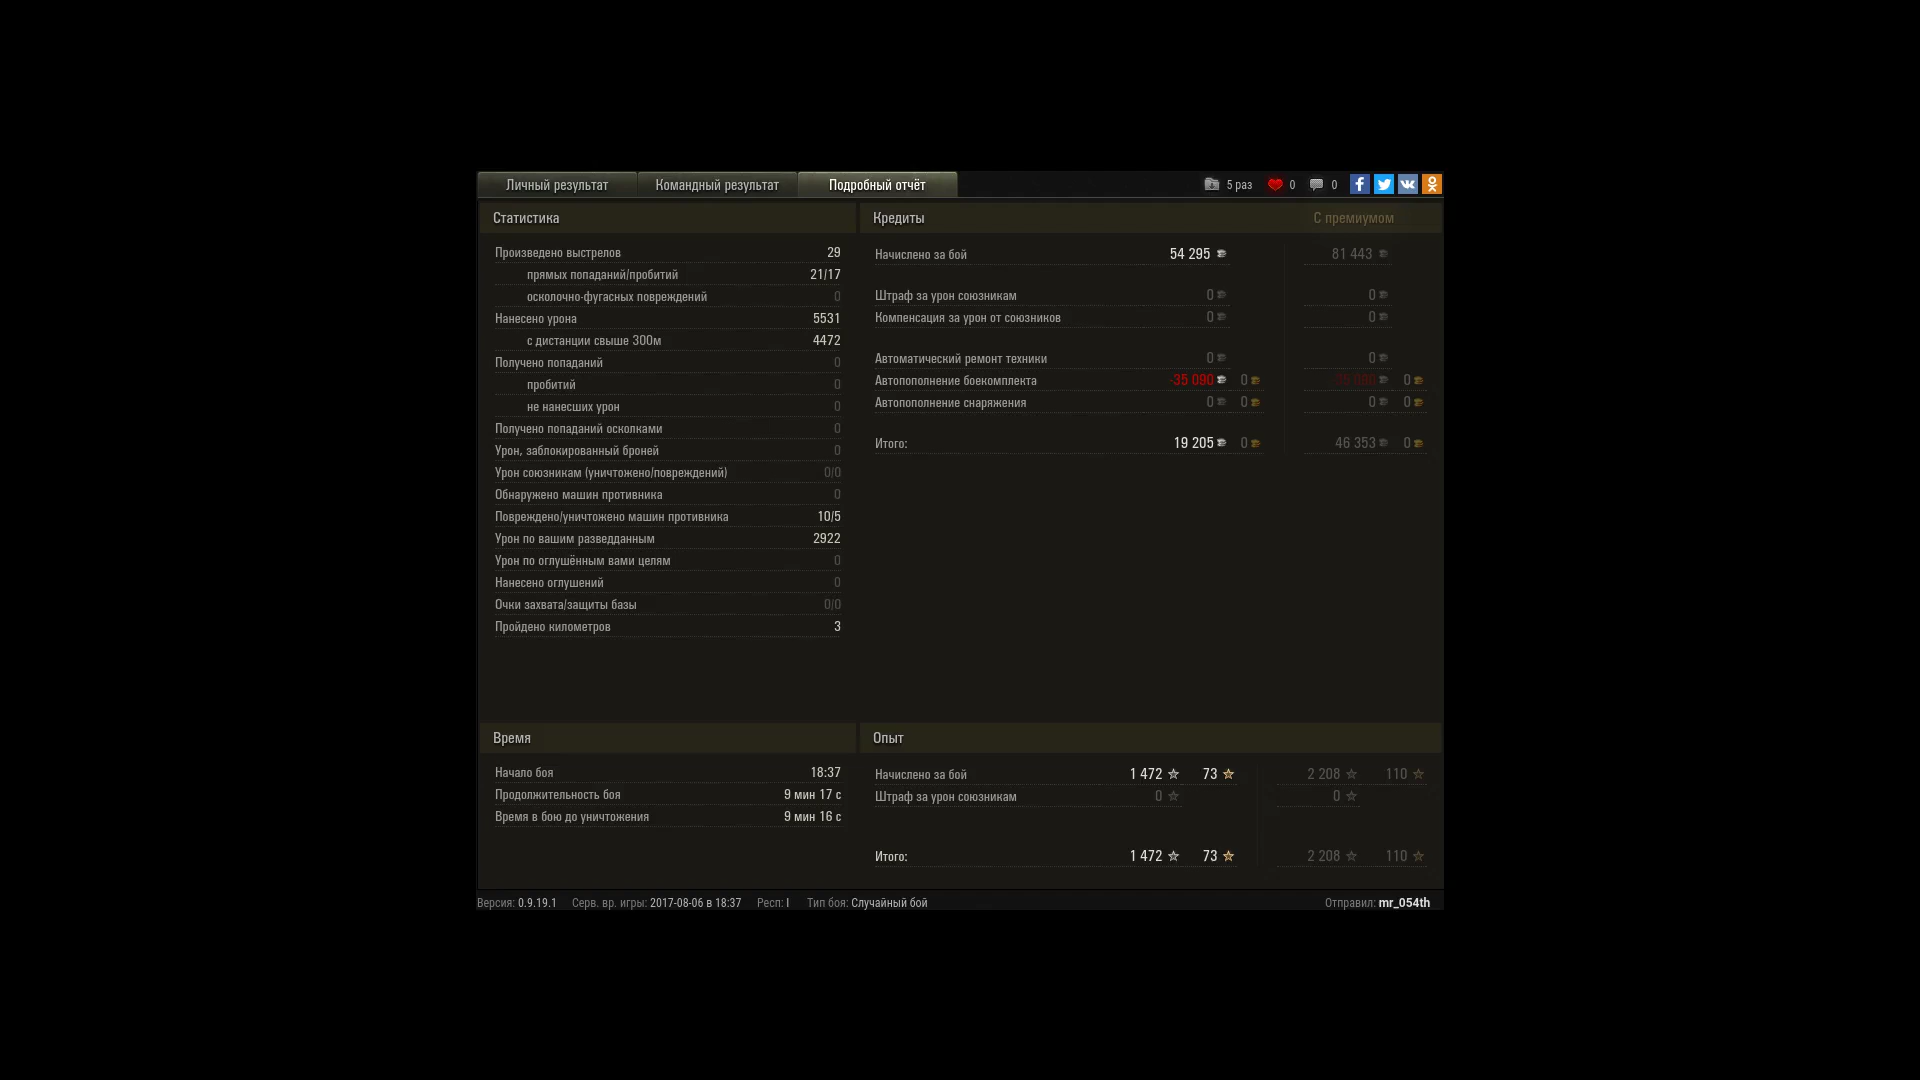 Личный результат Командный результат Подробный отчёт 5 раз 0 0
Статистика
Произведено выстрелов 29
прямых попаданий/пробитий 21/17
осколочно-фугасных повреждений 0
Нанесено урона 5531
с дистанции свыше 300м 4472
Получено попаданий 0
пробитий 0
не нанесших урон 0
Получено попаданий осколками 0
Урон, заблокированный броней 0
Урон союзникам (уничтожено/повреждений) 0/0
Обнаружено машин противника 0
Повреждено/уничтожено машин противника 10/5
Урон по вашим разведданным 2922
Урон по оглушённым вами целям 0
Нанесено оглушений 0
Очки захвата/защиты базы 0/0
Пройдено километров 3
Кредиты С премиумом
Начислено за бой 54 295 81 443
Штраф за урон союзникам 0 0
Компенсация за урон от союзников 0 0
Автоматический ремонт техники 0 0
Автопополнение боекомплекта -35 090 0 -35 090 0
Автопополнение снаряжения 0 0 0 0
Итого: 19 205 0 46 353 0
Время
Начало боя 18:37
Продолжительность боя 9 мин 17 с
Время в бою до уничтожения 9 мин 16 с
Опыт
Начислено за бой 1 472 73 2 208 110
Штраф за урон союзникам 0 0
Итого: 1 472 73 2 208 110
Версия: 0.9.19.1 Серв. вр. игры: 2017-08-06 в 18:37 Респ: I Тип боя: Случайный бой Отправил: mr_054th